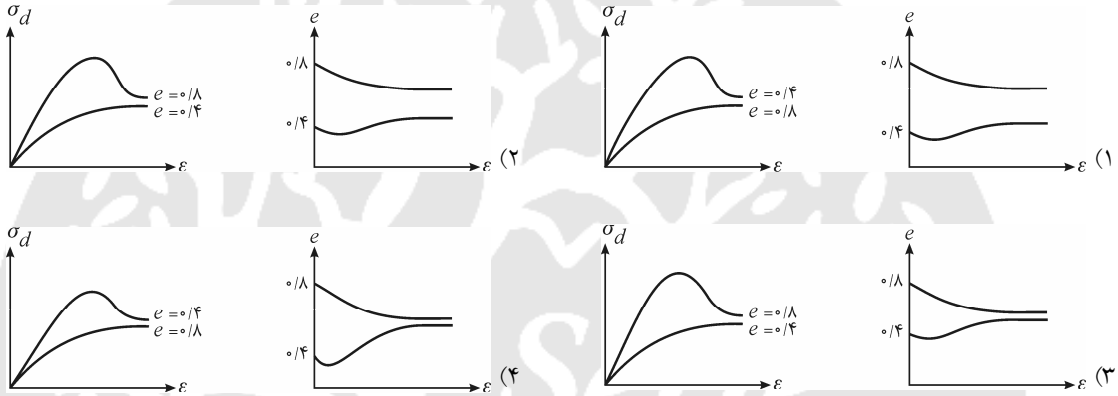 σd
e
۰/۸
۰/۴
e = ۰/۴
e = ۰/۸
ε
ε
(۱
σd
e
۰/۸
۰/۴
e = ۰/۸
e = ۰/۴
ε
ε
(۲
σd
e
۰/۸
۰/۴
e = ۰/۸
e = ۰/۴
ε
ε
(۳
σd
e
۰/۸
۰/۴
e = ۰/۴
e = ۰/۸
ε
ε
(۴